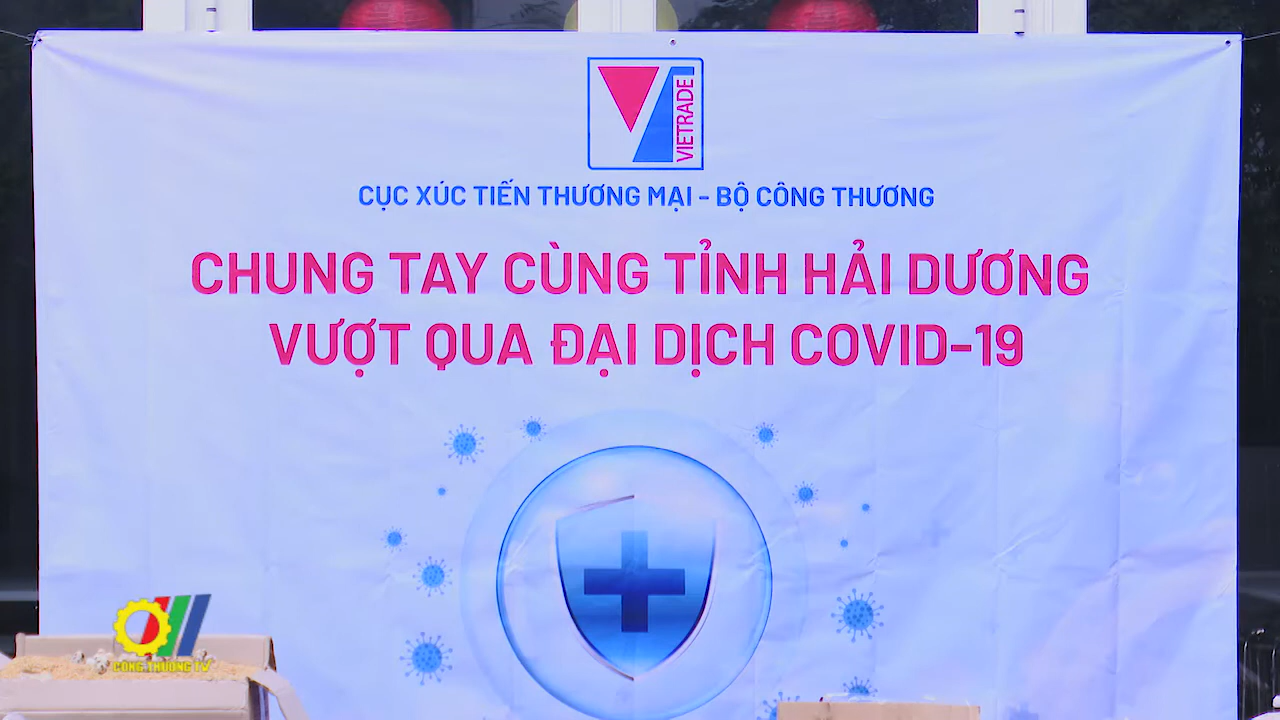 VIETRADE
CỤC XÚC TIẾN THƯƠNG MẠI - BỘ CÔNG THƯƠNG
CHUNG TAY CÙNG TỈNH HẢI DƯƠNG
VƯỢT QUA ĐẠI DỊCH COVID-19
CÔNG THƯƠNG TV